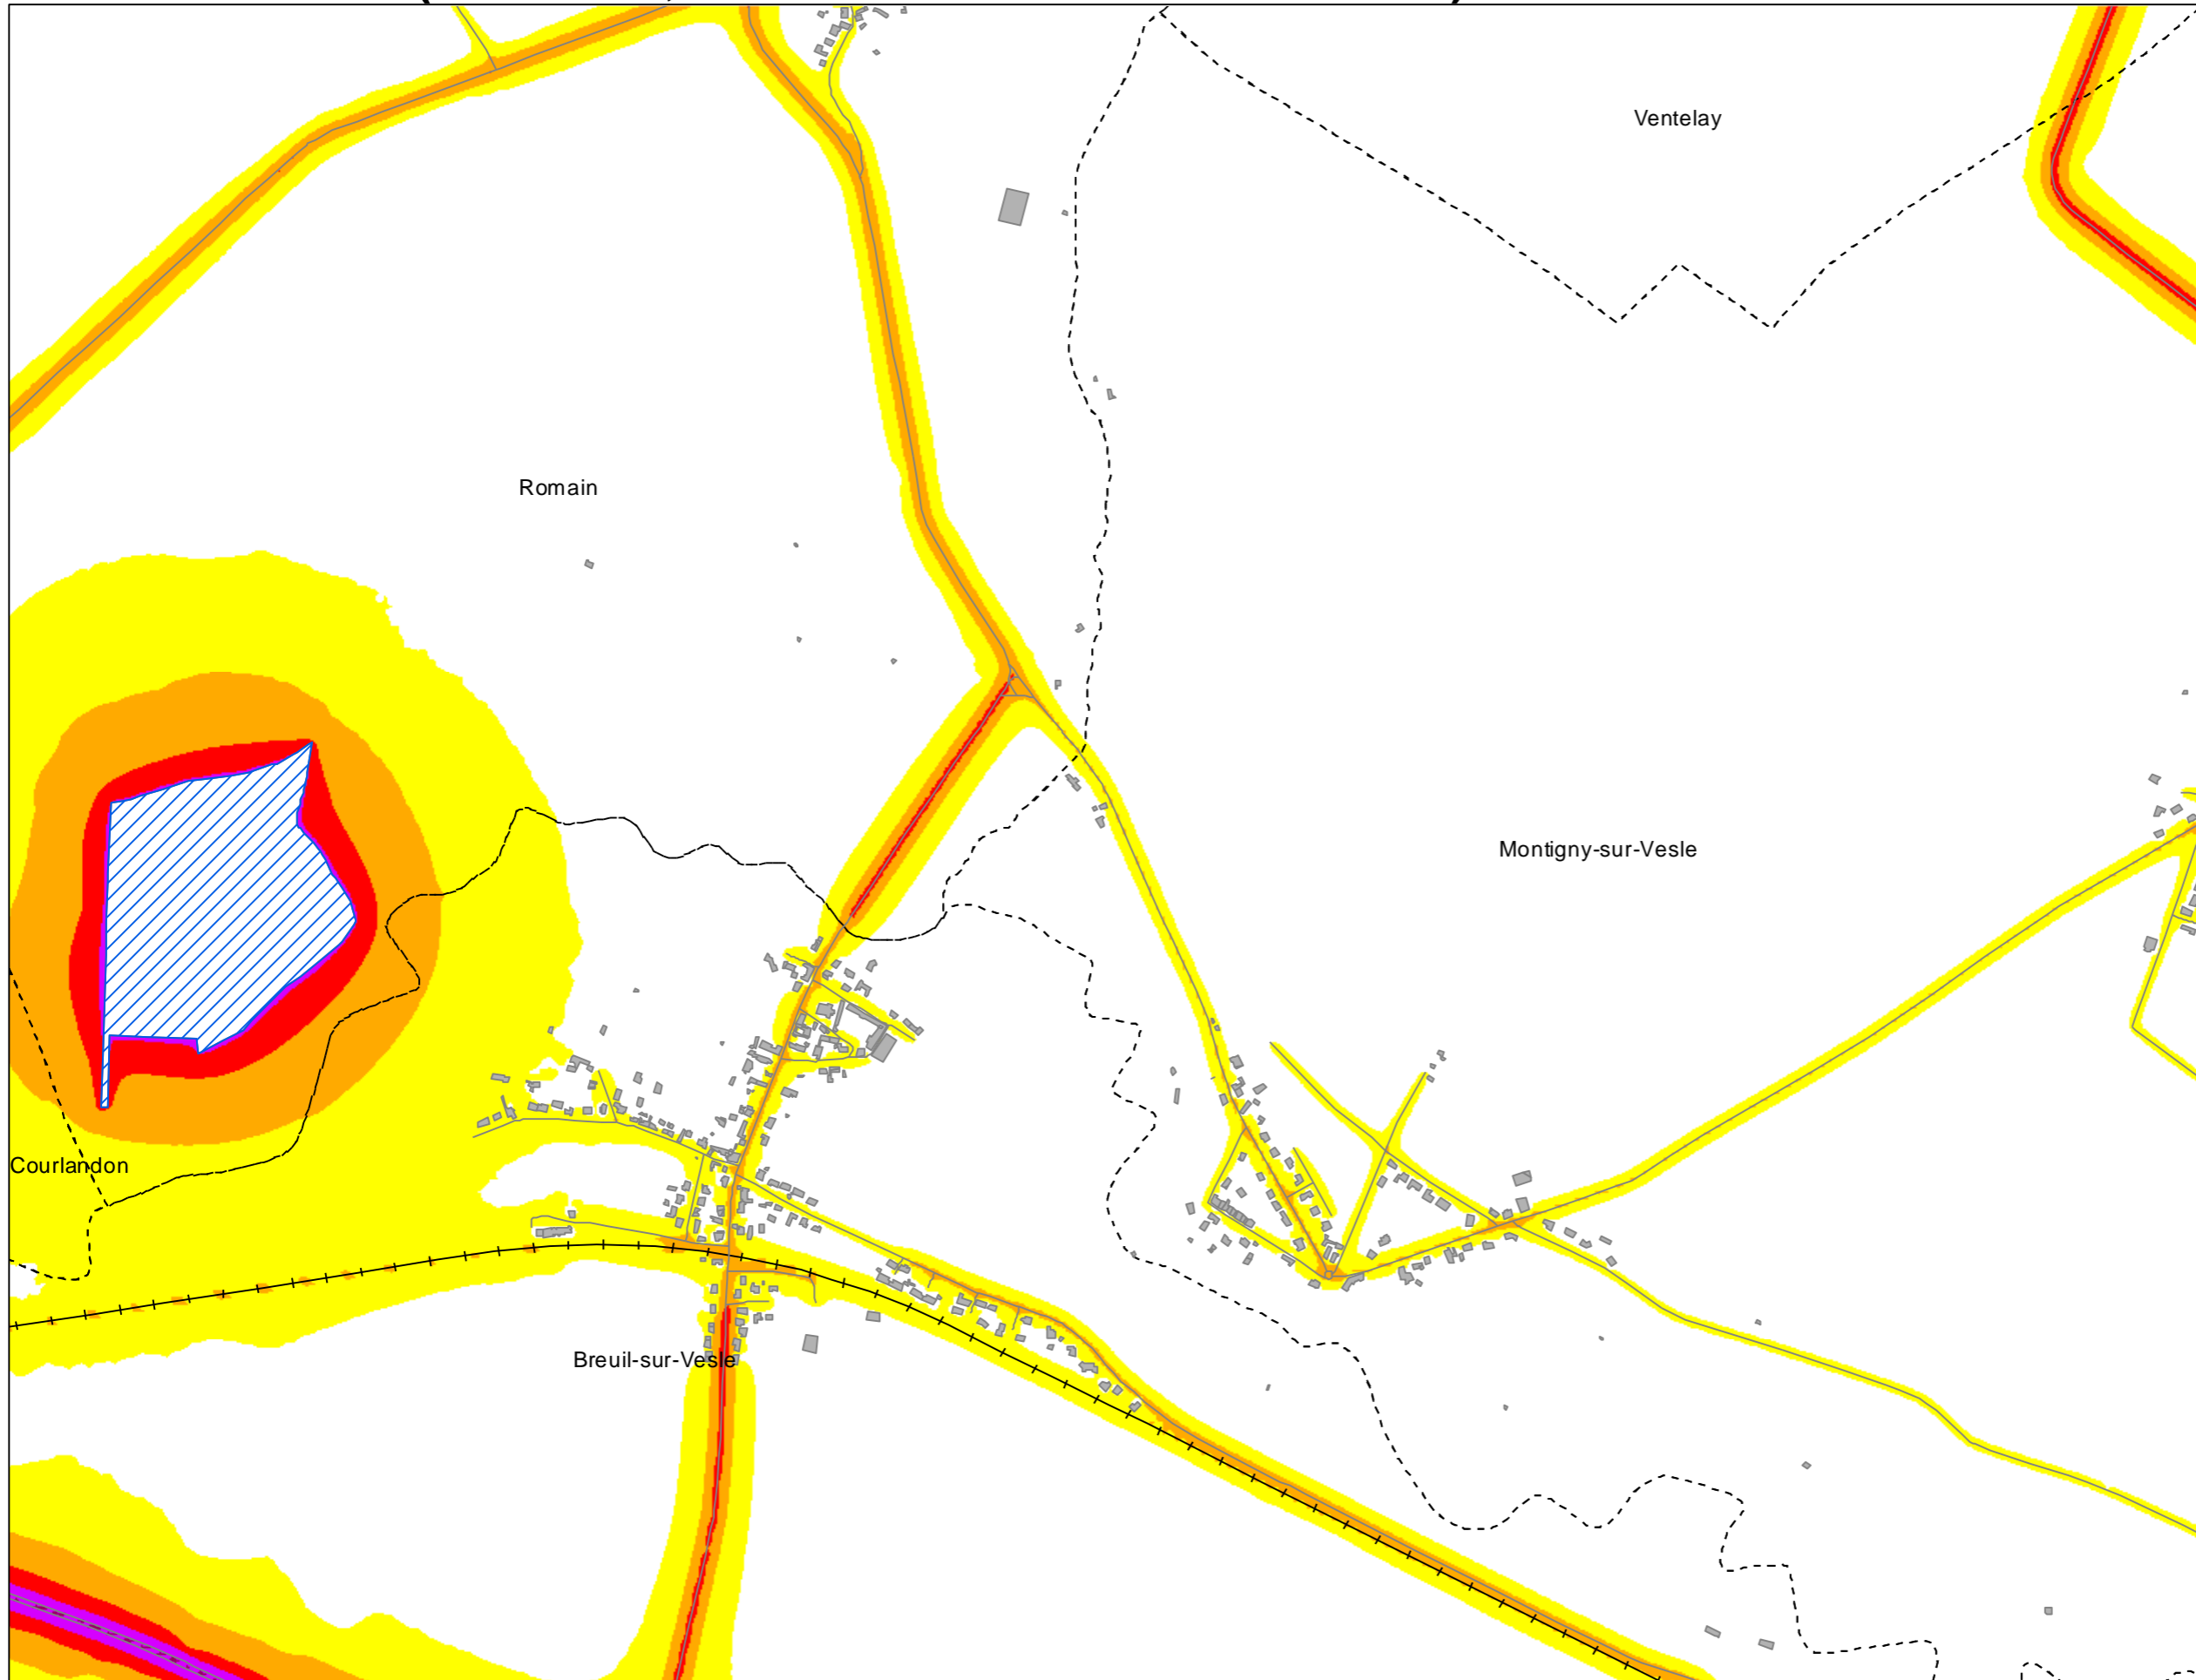 Ventelay
Romain
Montigny-sur-Vesle
Courlandon
Breuil-sur-Vesle